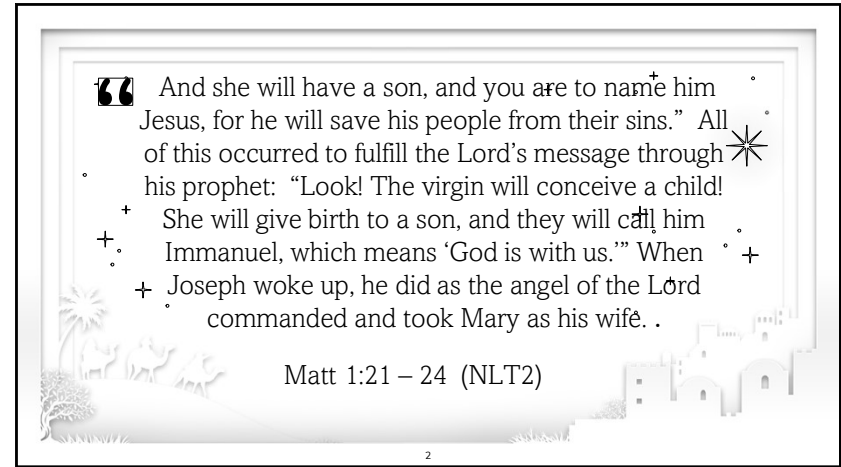 “ And she will have a son, and you are to name him
Jesus, for he will save his people from their sins.”  All
of this occurred to fulfill the Lord’s message through
his prophet:  “Look! The virgin will conceive a child!
She will give birth to a son, and they will call him
Immanuel, which means ‘God is with us.’” When
Joseph woke up, he did as the angel of the Lord
commanded and took Mary as his wife. .
Matt 1:21 – 24  (NLT2)
2